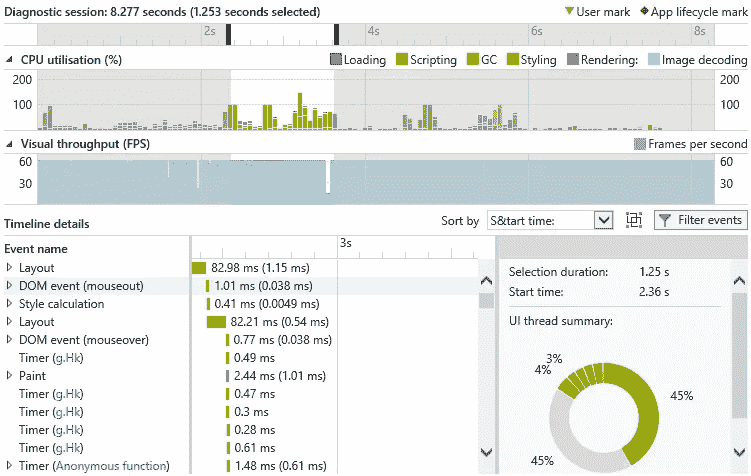 Diagnostic session: 8.277 seconds (1.253 seconds selected) User mark App lifecycle mark
2s 4s 6s 8s
CPU utilisation (%) Loading Scripting GC Styling Rendering: Image decoding
200 200
100 100
Visual throughput (FPS) Frames per second
60 60
30 30
Timeline details Sort by S&tart time: Filter events
Event name 3s
Layout 82.98 ms (1.15 ms)
DOM event (mouseout) 1.01 ms (0.038 ms)
Style calculation 0.41 ms (0.0049 ms)
Layout 82.21 ms (0.54 ms)
DOM event (mouseover) 0.77 ms (0.038 ms)
Timer (g.Hk) 0.49 ms
Paint 2.44 ms (1.01 ms)
Timer (g.Hk) 0.47 ms
Timer (g.Hk) 0.3 ms
Timer (g.Hk) 0.28 ms
Timer (g.Hk) 0.61 ms
Timer (Anonymous function) 1.48 ms (0.61 ms)
Selection duration: 1.25 s
Start time: 2.36 s
UI thread summary:
3%
4%
45%
45%